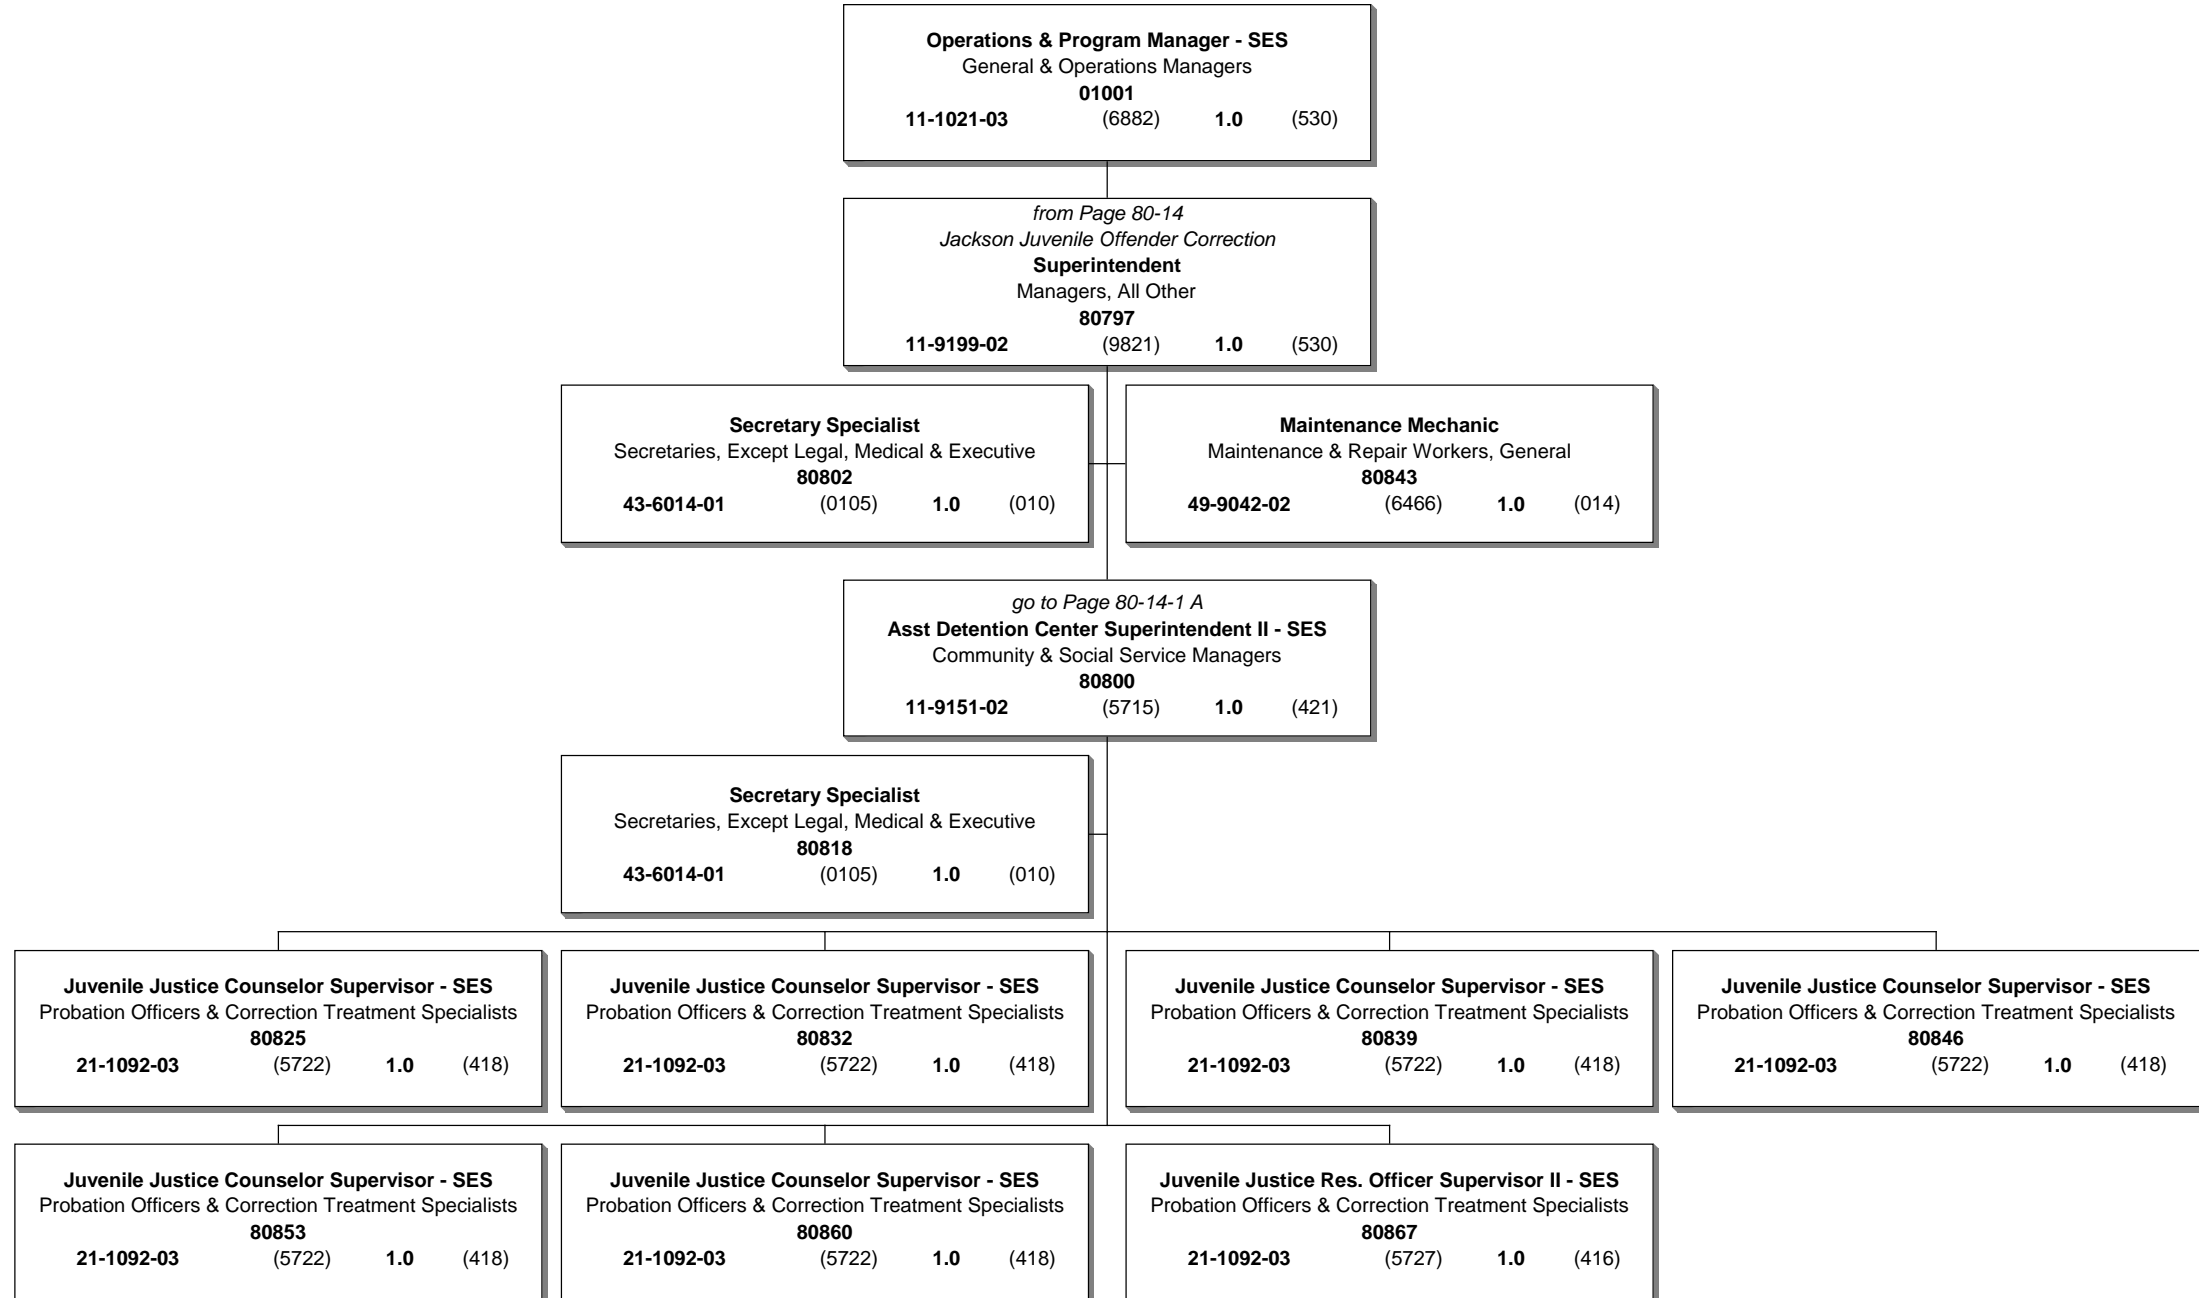 Operations & Program Manager - SES
General & Operations Managers
01001
11-1021-03 (6882) 1.0 (530)
from Page 80-14
Jackson Juvenile Offender Correction
Superintendent
Managers, All Other
80797
11-9199-02 (9821) 1.0 (530)
Secretary Specialist
Secretaries, Except Legal, Medical & Executive
80802
43-6014-01 (0105) 1.0 (010)
Maintenance Mechanic
Maintenance & Repair Workers, General
80843
49-9042-02 (6466) 1.0 (014)
go to Page 80-14-1 A
Asst Detention Center Superintendent II - SES
Community & Social Service Managers
80800
11-9151-02 (5715) 1.0 (421)
Secretary Specialist
Secretaries, Except Legal, Medical & Executive
80818
43-6014-01 (0105) 1.0 (010)
Juvenile Justice Counselor Supervisor - SES
Probation Officers & Correction Treatment Specialists
80825
21-1092-03 (5722) 1.0 (418)
Juvenile Justice Counselor Supervisor - SES
Probation Officers & Correction Treatment Specialists
80832
21-1092-03 (5722) 1.0 (418)
Juvenile Justice Counselor Supervisor - SES
Probation Officers & Correction Treatment Specialists
80839
21-1092-03 (5722) 1.0 (418)
Juvenile Justice Counselor Supervisor - SES
Probation Officers & Correction Treatment Specialists
80846
21-1092-03 (5722) 1.0 (418)
Juvenile Justice Counselor Supervisor - SES
Probation Officers & Correction Treatment Specialists
80853
21-1092-03 (5722) 1.0 (418)
Juvenile Justice Counselor Supervisor - SES
Probation Officers & Correction Treatment Specialists
80860
21-1092-03 (5722) 1.0 (418)
Juvenile Justice Res. Officer Supervisor II - SES
Probation Officers & Correction Treatment Specialists
80867
21-1092-03 (5727) 1.0 (416)